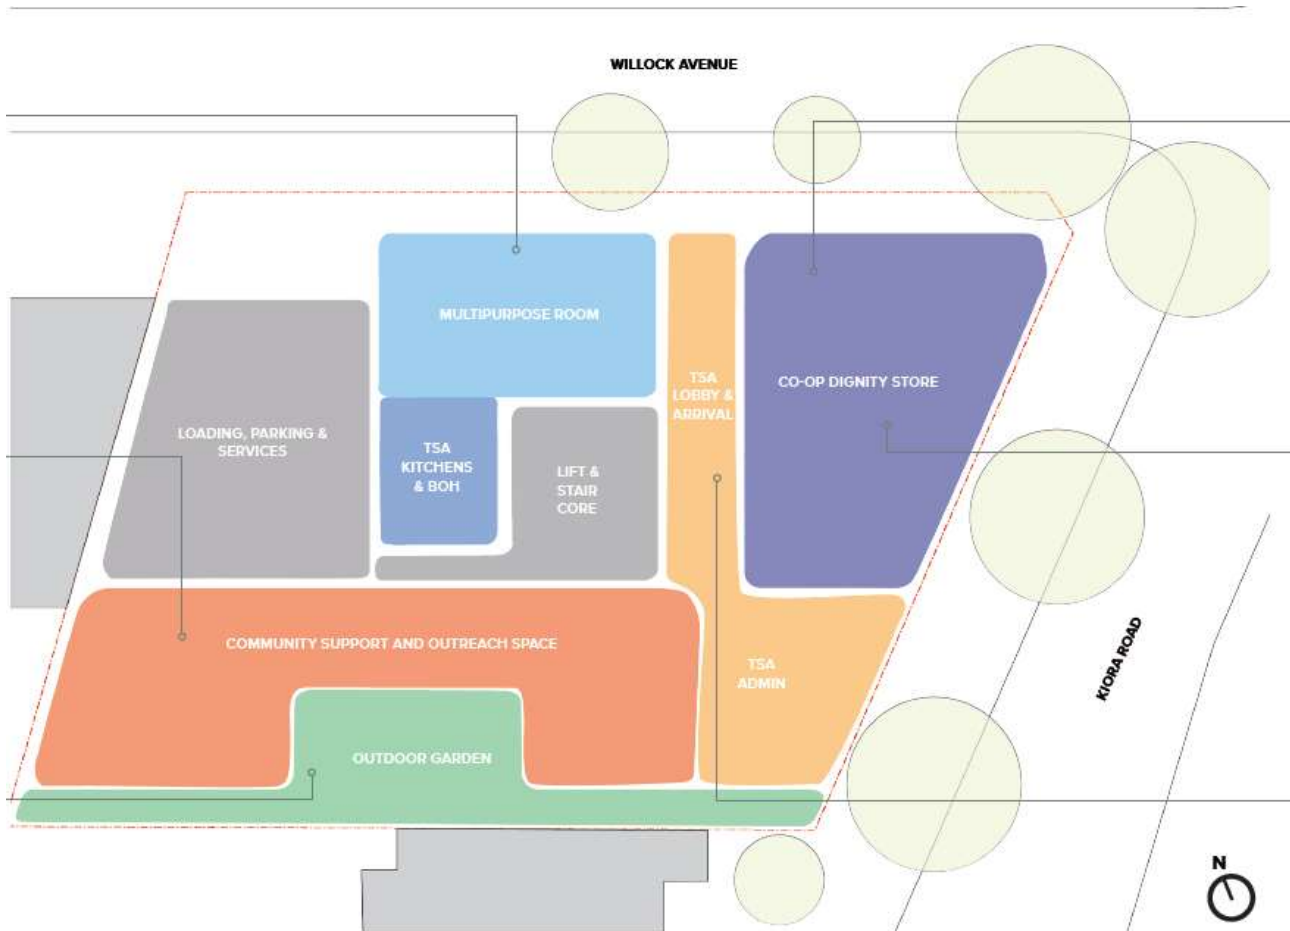 WILLOCK AVENUE
MULTIPURPOSE ROOM
TSA
LOBBY &
ARRIVAL
CO-OP DIGNITY STORE
LOADING, PARKING &
SERVICES
TSA
KITCHENS
& BOH
LIFT &
STAIR
CORE
COMMUNITY SUPPORT AND OUTREACH SPACE
TSA
ADMIN
KIORA ROAD
OUTDOOR GARDEN
N